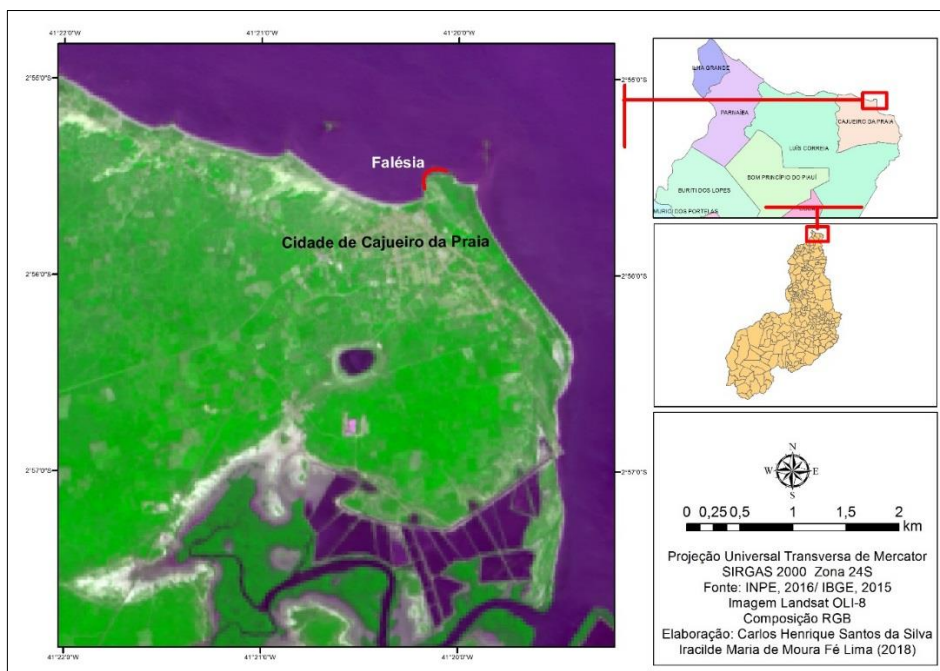 41°22'0"W
41°21'0"W
41°20'0"W
2°55'0"S
2°55'0"S
Falésia
Cidade de Cajueiro da Praia
2°56'0"S
2°56'0"S
2°57'0"S
2°57'0"S
41°22'0"W
41°21'0"W
41°20'0"W
ILHA GRANDE
PARNAÍBA
CAJUEIRO DA PRAIA
LUÍS CORREIA
BOM PRINCÍPIO DO PIAUÍ
BURITI DOS LOPES
MURICI DOS PORTELAS
N
W E
S
0 0,25 0,5 1 1,5 2
km
Projeção Universal Transversa de Mercator
SIRGAS 2000 Zona 24S
Fonte: INPE, 2016/ IBGE, 2015
Imagem Landsat OLI-8
Composição RGB
Elaboração: Carlos Henrique Santos da Silva
Iracilde Maria de Moura Fé Lima (2018)